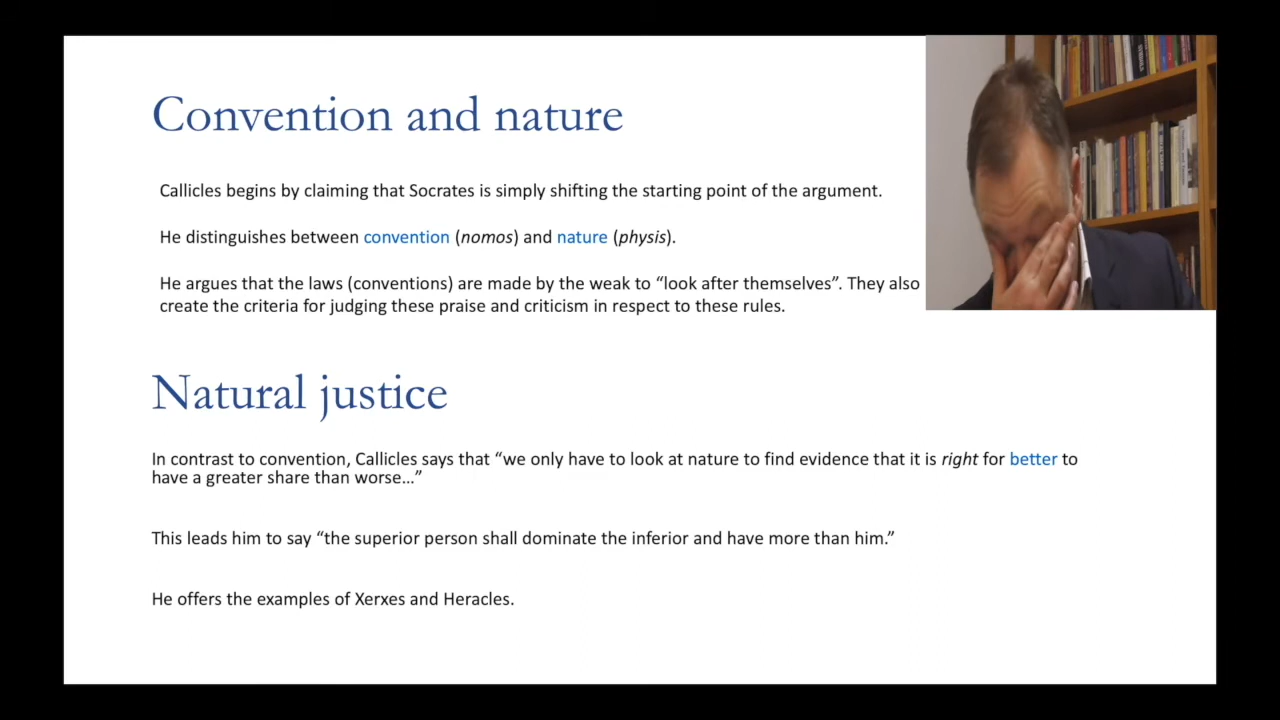 Convention and nature
Callicles begins by claiming that Socrates is simply shifting the starting point of the argument.
He distinguishes between convention (nomos) and nature (physis).
He argues that the laws (conventions) are made by the weak to “look after themselves”. They also
create the criteria for judging these praise and criticism in respect to these rules.
Natural justice
In contrast to convention, Callicles says that “we only have to look at nature to find evidence that it is right for better to
have a greater share than worse…”
This leads him to say “the superior person shall dominate the inferior and have more than him.”
He offers the examples of Xerxes and Heracles.